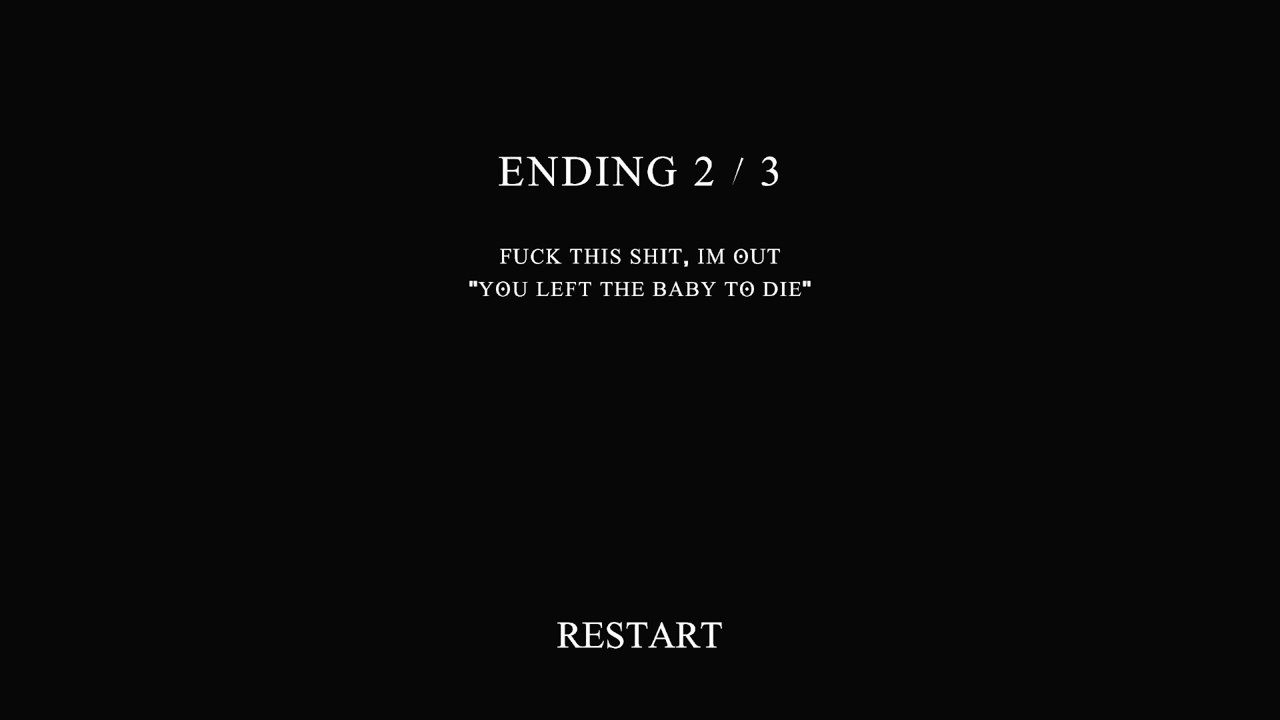 ENDING 2 / 3
FUCK THIS SHIT, IM OUT
"YOU LEFT THE BABY TO DIE"
RESTART